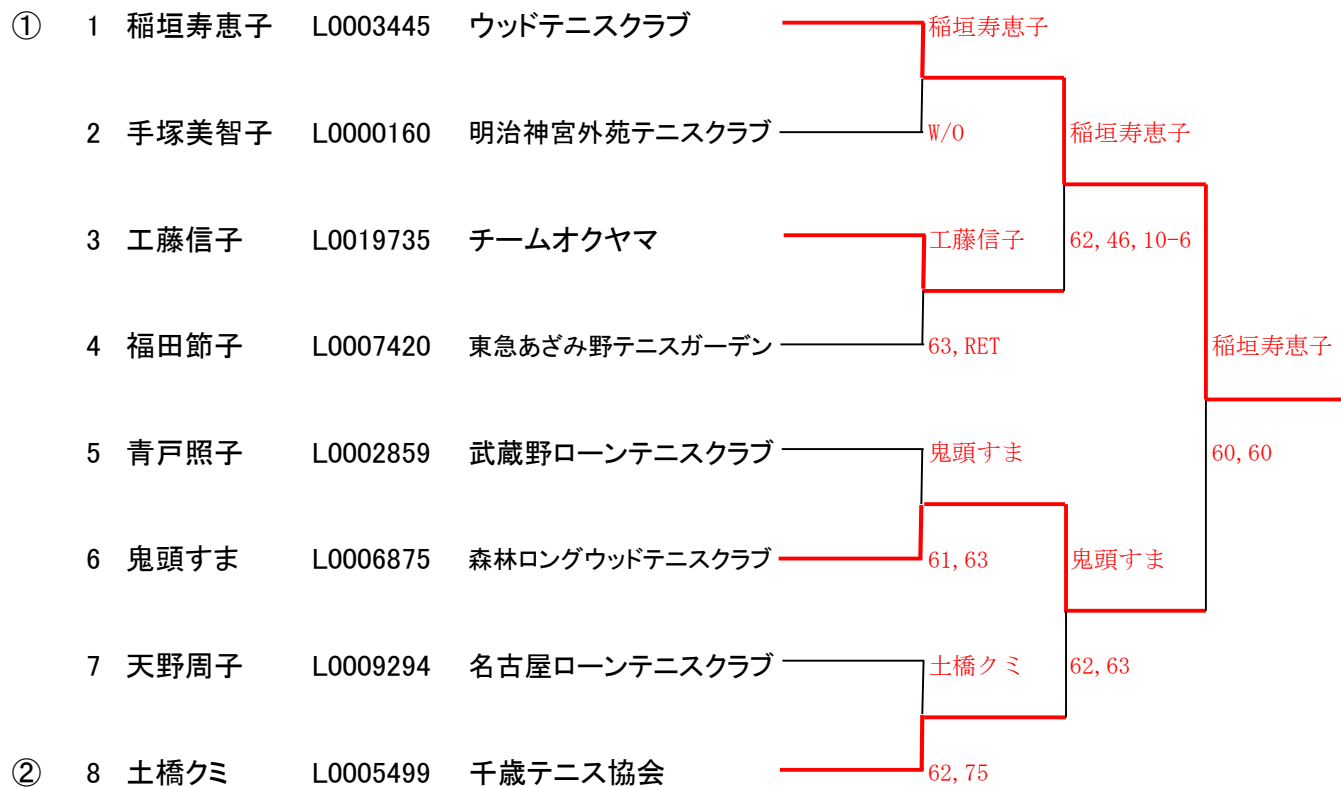 ① 1 稲垣寿恵子 L0003445 ウッドテニスクラブ 稲垣寿恵子
2 手塚美智子 L0000160 明治神宮外苑テニスクラブ W/O 稲垣寿恵子
3 工藤信子 L0019735 チームオクヤマ 工藤信子 62,46,10-6
4 福田節子 L0007420 東急あざみ野テニスガーデン 63,RET 稲垣寿恵子
5 青戸照子 L0002859 武蔵野ローンテニスクラブ 鬼頭すま 60,60
6 鬼頭すま L0006875 森林ロングウッドテニスクラブ 61,63 鬼頭すま
7 天野周子 L0009294 名古屋ローンテニスクラブ 土橋クミ 62,63
② 8 土橋クミ L0005499 千歳テニス協会 62,75